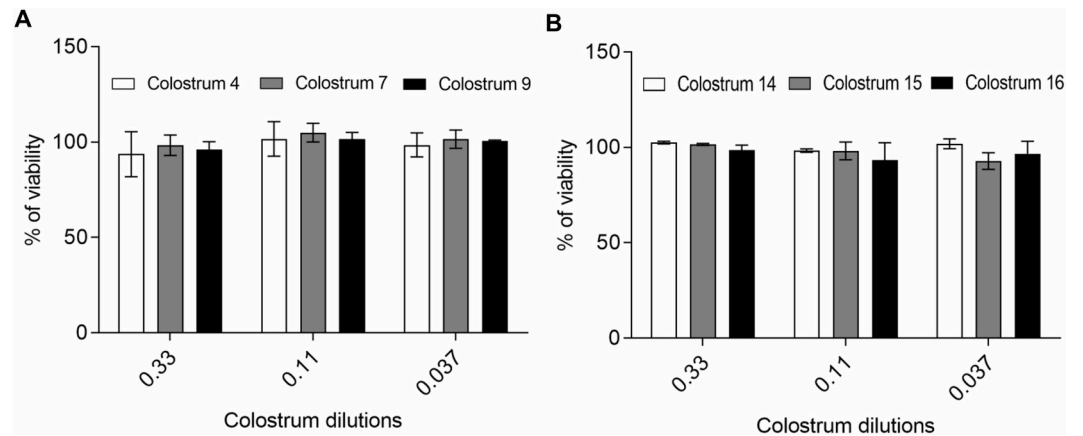 A
150
Colostrum 4
Colostrum 7
Colostrum 9
100
50
0
% of viability
0.33
0.11
0.037
Colostrum dilutions
B
150
Colostrum 14
Colostrum 15
Colostrum 16
100
50
0
% of viability
0.33
0.11
0.037
Colostrum dilutions